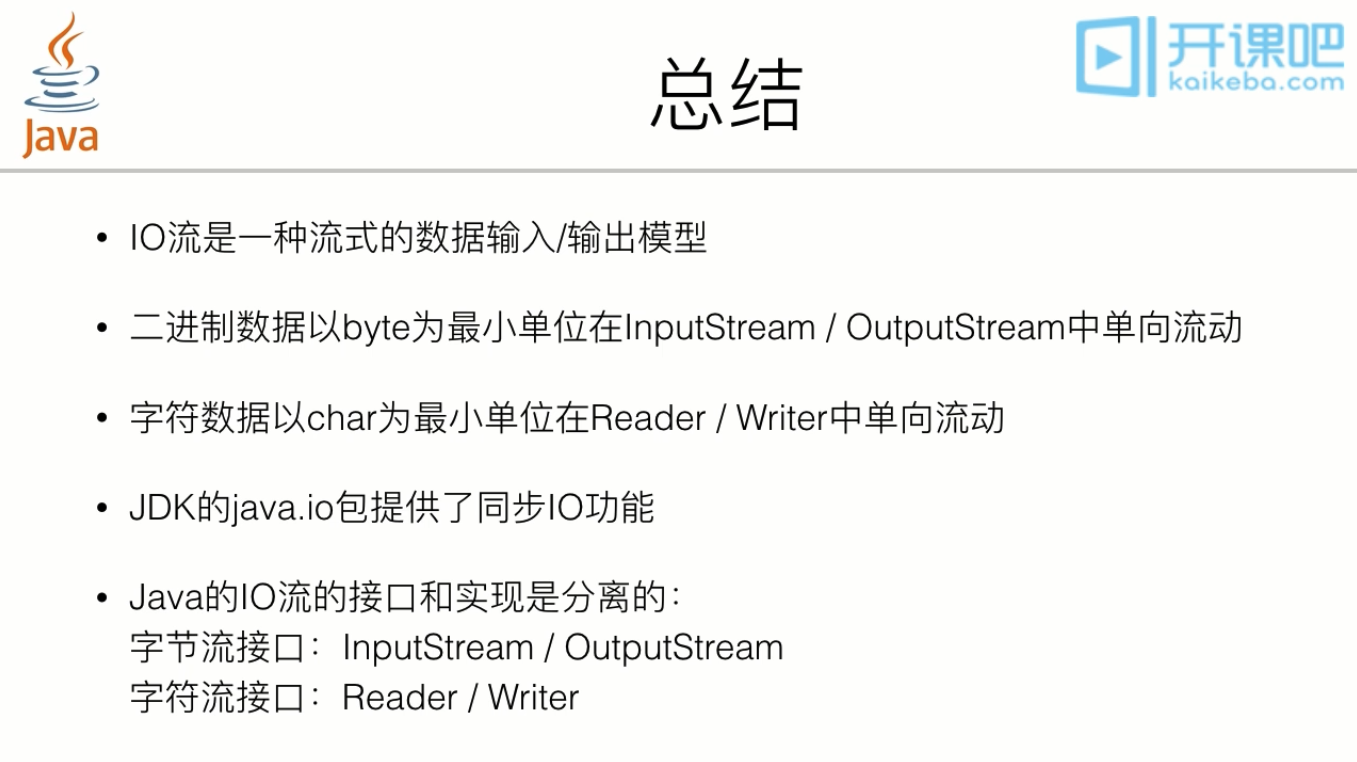 Java
开课吧
kaikeba.com
总结
• IO流是一种流式的数据输入/输出模型
• 二进制数据以byte为最小单位在InputStream / OutputStream中单向流动
• 字符数据以char为最小单位在Reader / Writer中单向流动
• JDK的java.io包提供了同步IO功能
• Java的IO流的接口和实现是分离的：
字节流接口：InputStream / OutputStream
字符流接口：Reader / Writer